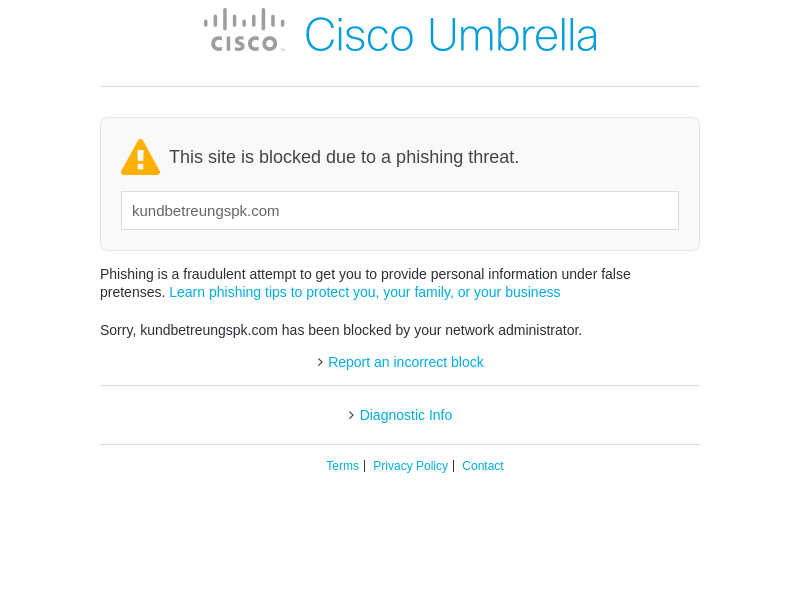 CISCO Cisco Umbrella
This site is blocked due to a phishing threat.
kundbetreungspk.com
Phishing is a fraudulent attempt to get you to provide personal information under false
pretenses. Learn phishing tips to protect you, your family, or your business
Sorry, kundbetreungspk.com has been blocked by your network administrator.
Report an incorrect block
Diagnostic Info
Terms | Privacy Policy | Contact